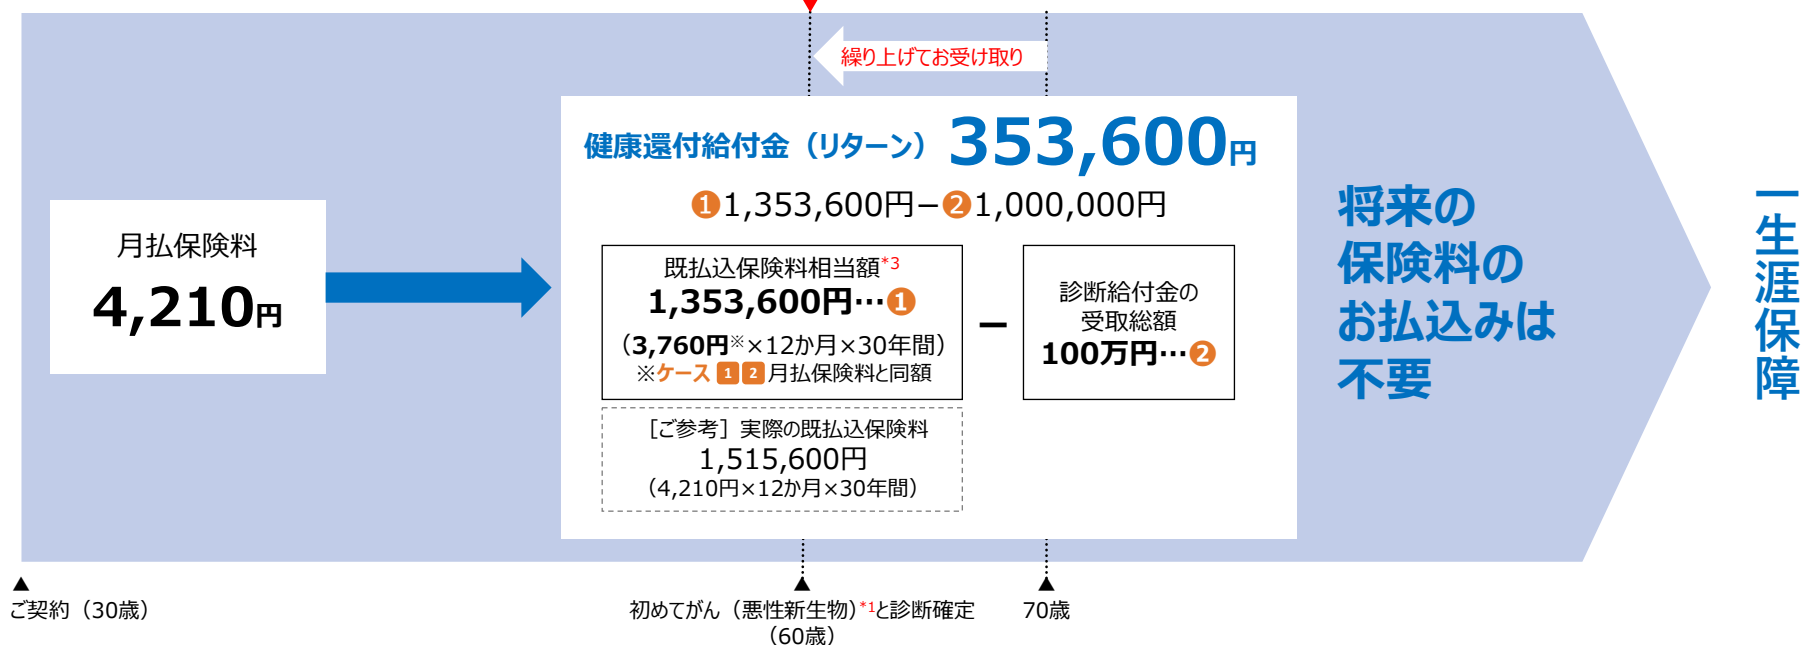 繰り上げてお受け取り
健康還付給付金（リターン） 353,600円
❶1,353,600円－❷1,000,000円
月払保険料
4,210円
既払込保険料相当額*3
1,353,600円…❶
（3,760円※×12か月×30年間）
※ケース 1 2 月払保険料と同額
－
診断給付金の
受取総額
100万円…❷
［ご参考］実際の既払込保険料
1,515,600円
（4,210円×12か月×30年間）
将来の
保険料の
お払込みは
不要
一生涯保障
ご契約（30歳）
初めてがん（悪性新生物）*1と診断確定
（60歳）
70歳